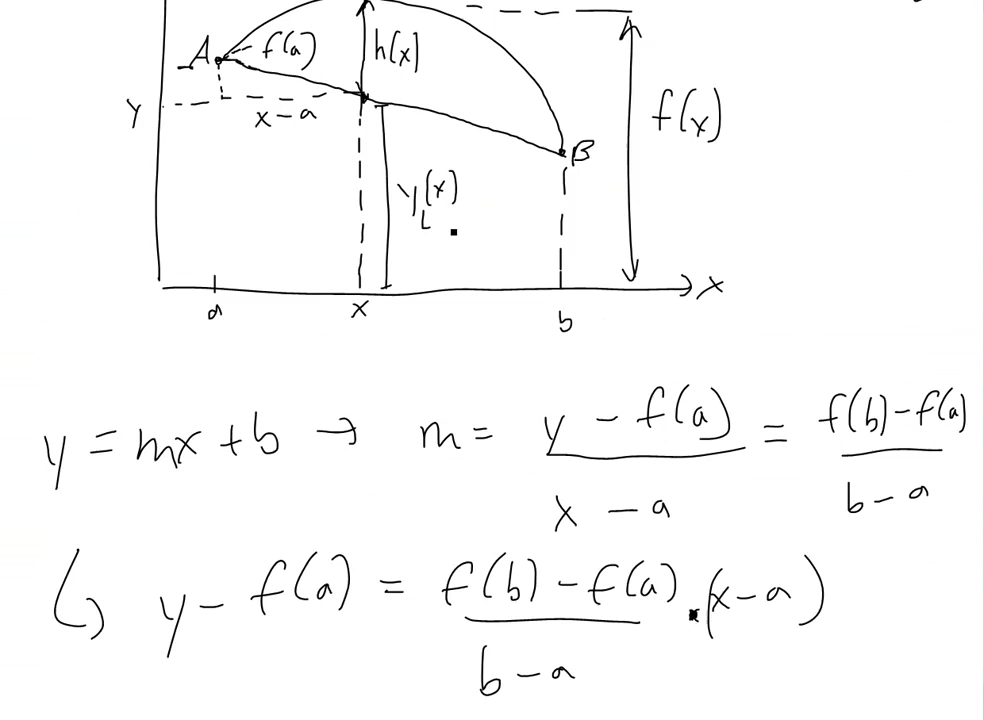 A f(a) h(x)
y x-a f(x)
B
y_L(x)
a x b x
y = mx + b → m = y - f(a) / x - a = f(b) - f(a) / b - a
↳ y - f(a) = f(b) - f(a) / b - a · (x - a)